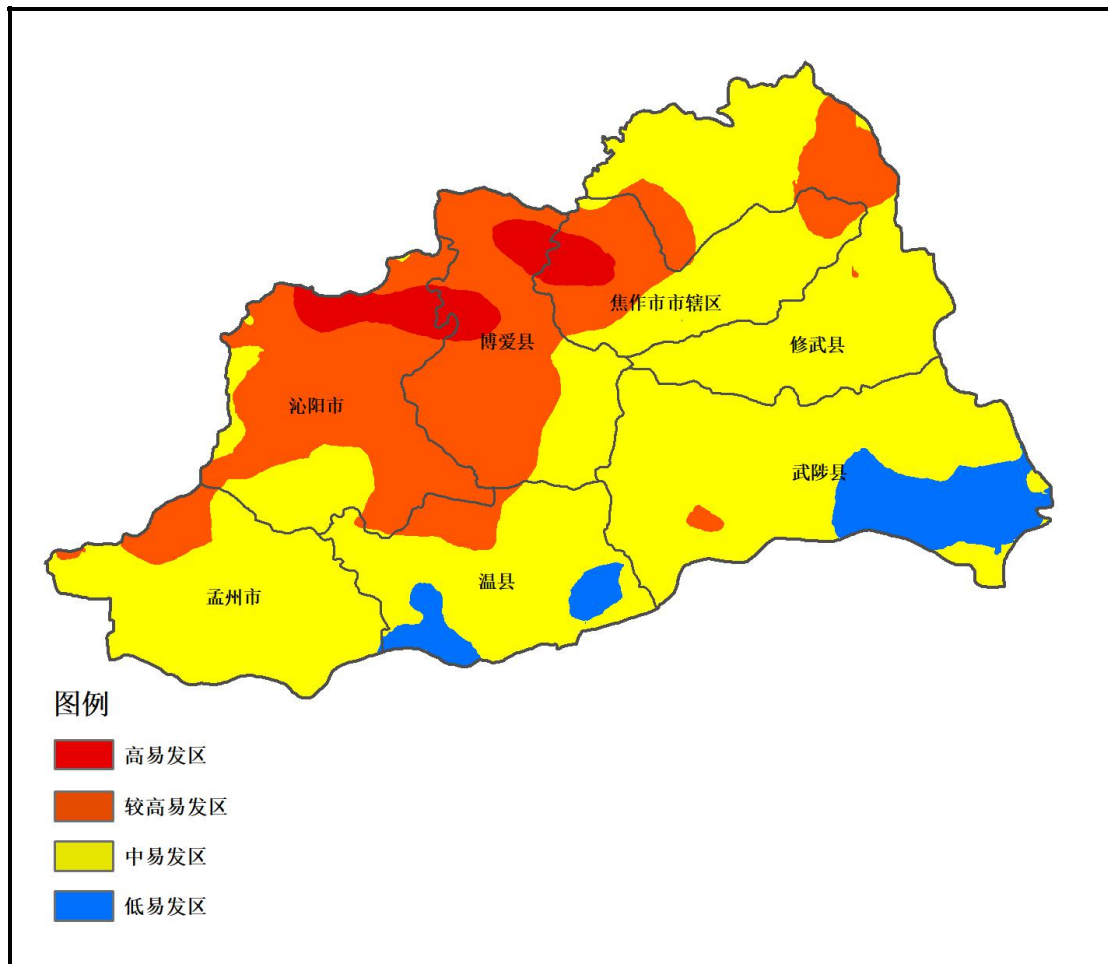 焦作市市辖区
博爱县
修武县
沁阳市
武陟县
温县
孟州市
图例
高易发区
较高易发区
中易发区
低易发区